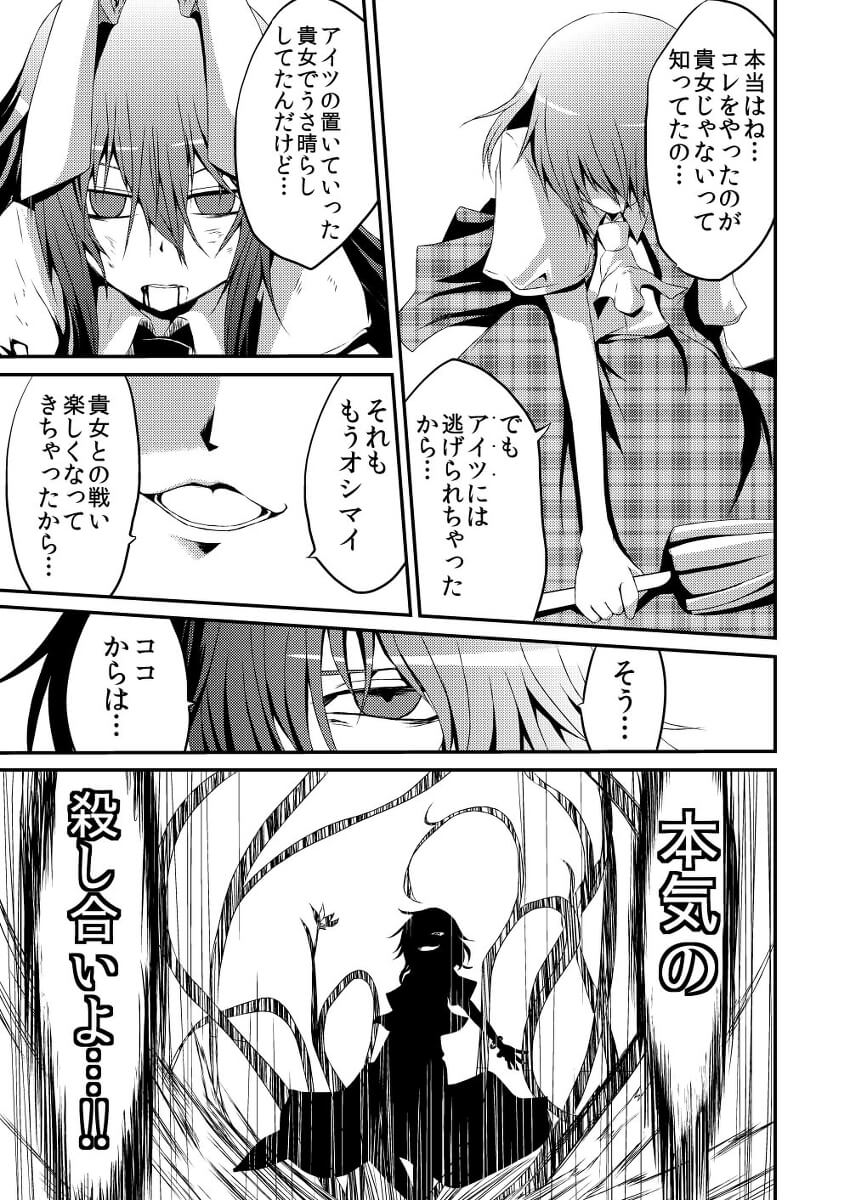 本当はね…
コレをやったのが
貴女じゃないって
知ってたの…
でも
アイツには
逃げられちゃった
から…
アイツの置いていった
貴女でうさ晴らし
してたんだけど…
それも
もうオシマイ
貴女との戦い
楽しくなって
きちゃったから…
そう…
ココ
からは…
本気の
殺し合いよ…!!